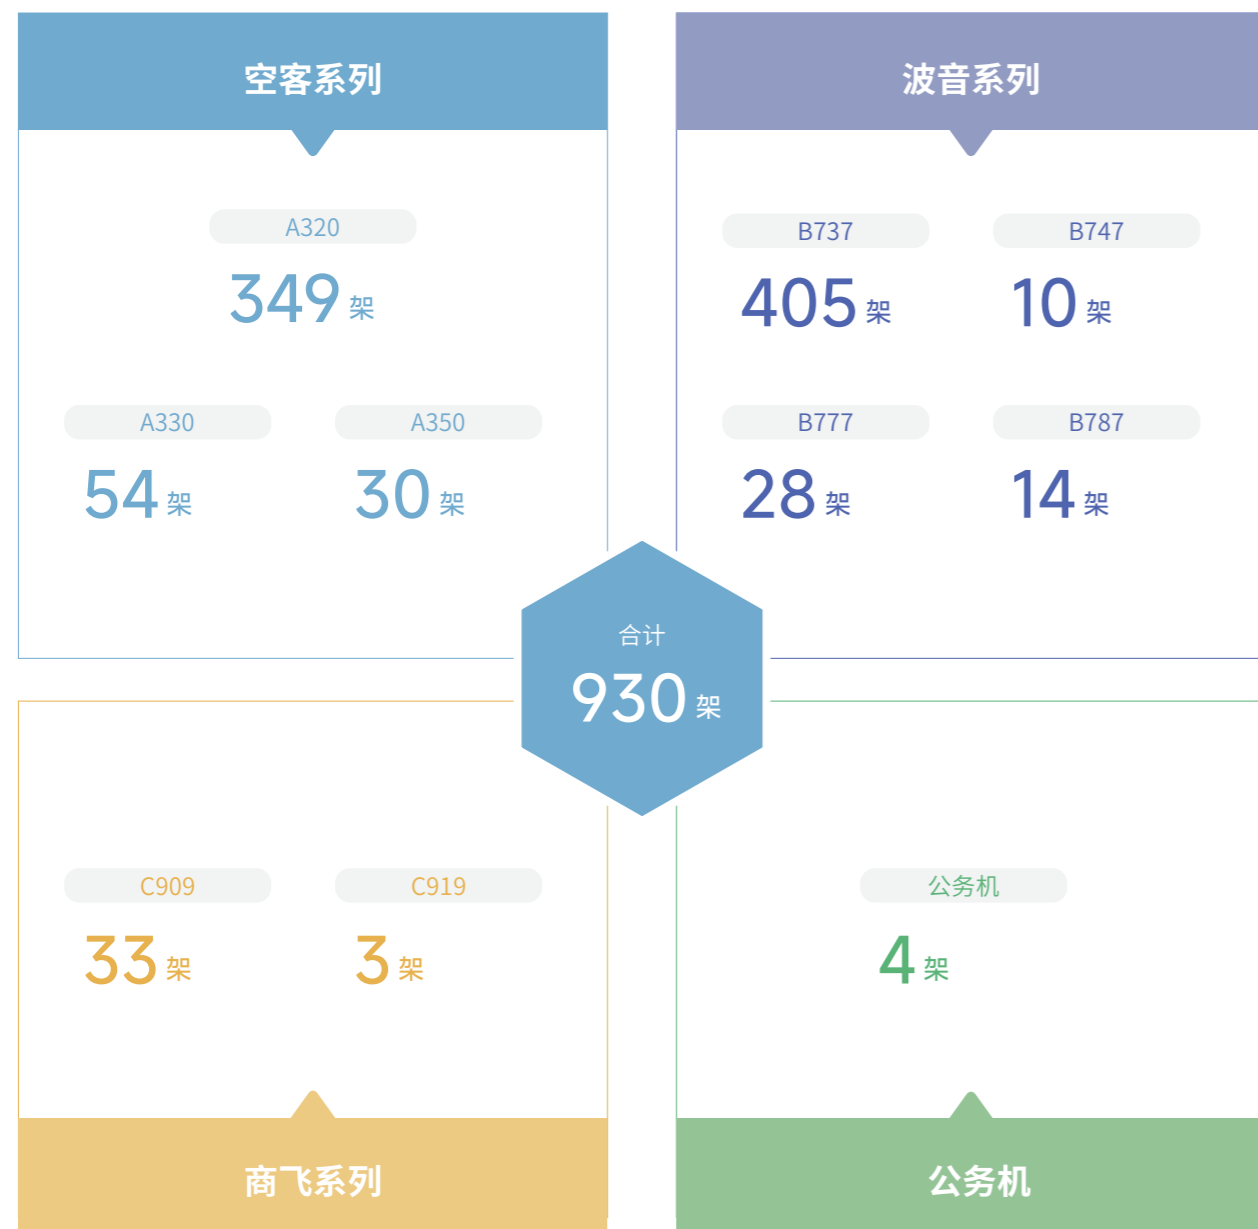 空客系列
A320
349 架
A330
54 架
A350
30 架
波音系列
B737
405 架
B747
10 架
B777
28 架
B787
14 架
合计
930 架
C909
33 架
C919
3 架
商飞系列
公务机
4 架
公务机